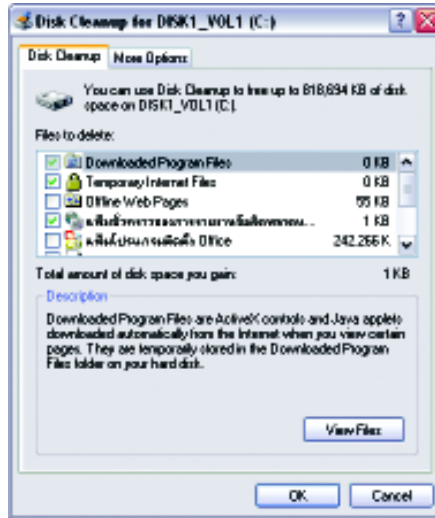 Disk Cleanup for DISK1_VOL1 (C:)
Disk Cleanup More Options
You can use Disk Cleanup to free up to 818,694 KB of disk
space on DISK1_VOL1 (C:).
Files to delete:
Downloaded Program Files 0 KB
Temporary Internet Files 0 KB
Offline Web Pages 55 KB
1 KB
Office 242,266 K
Total amount of disk space you gain: 1 KB
Description
Downloaded Program Files are ActiveX controls and Java applets
downloaded automatically from the Internet when you view certain
pages. They are temporarily stored in the Downloaded Program
Files folder on your hard disk.
View Files
OK Cancel